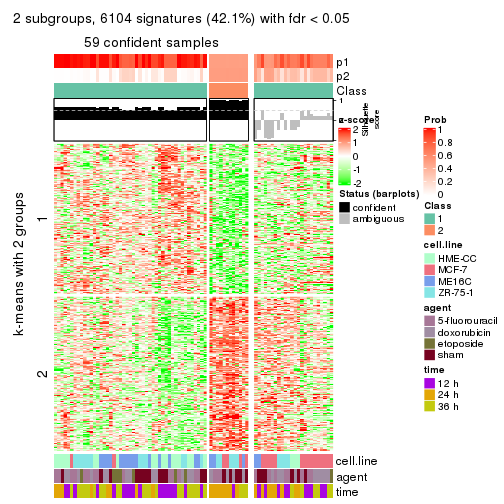 2 subgroups, 6104 signatures (42.1%) with fdr < 0.05
59 confident samples
p1
p2
Class
1
Silhouette
score
k-means with 2 groups
1
2
cell.line
agent
time
z-score
2
1
0
-1
-2
Status (barplots)
confident
ambiguous
Prob
1
0.8
0.6
0.4
0.2
0
Class
1
2
cell.line
HME-CC
MCF-7
ME16C
ZR-75-1
agent
5-fluorouracil
doxorubicin
etoposide
sham
time
12 h
24 h
36 h